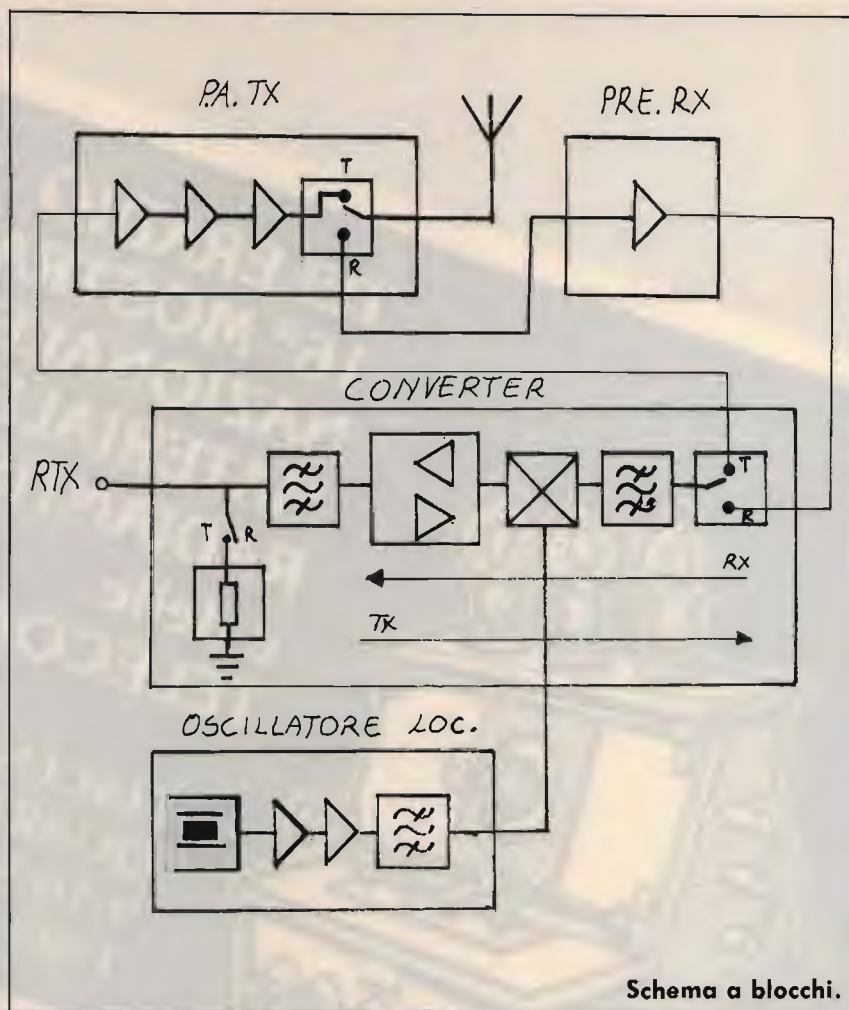 P.A. TX
PRE. RX
T
R
CONVERTER
RTX
T
R
T
R
RX
TX
OSCILLATORE LOC.
Schema a blocchi.